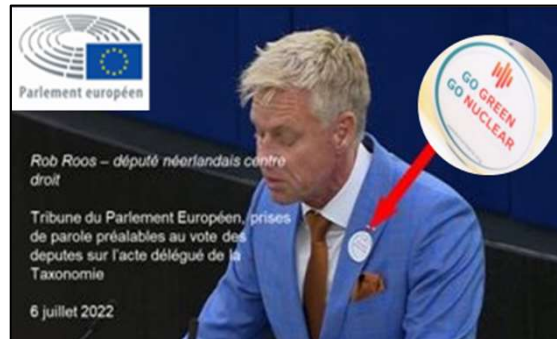 Parlement européen
GO GREEN
GO NUCLEAR
Rob Roos – député néerlandais centre
droit
Tribune du Parlement Européen, prises
de parole préalables au vote des
deputes sur l'acte délégué de la
Taxonomie
6 juillet 2022